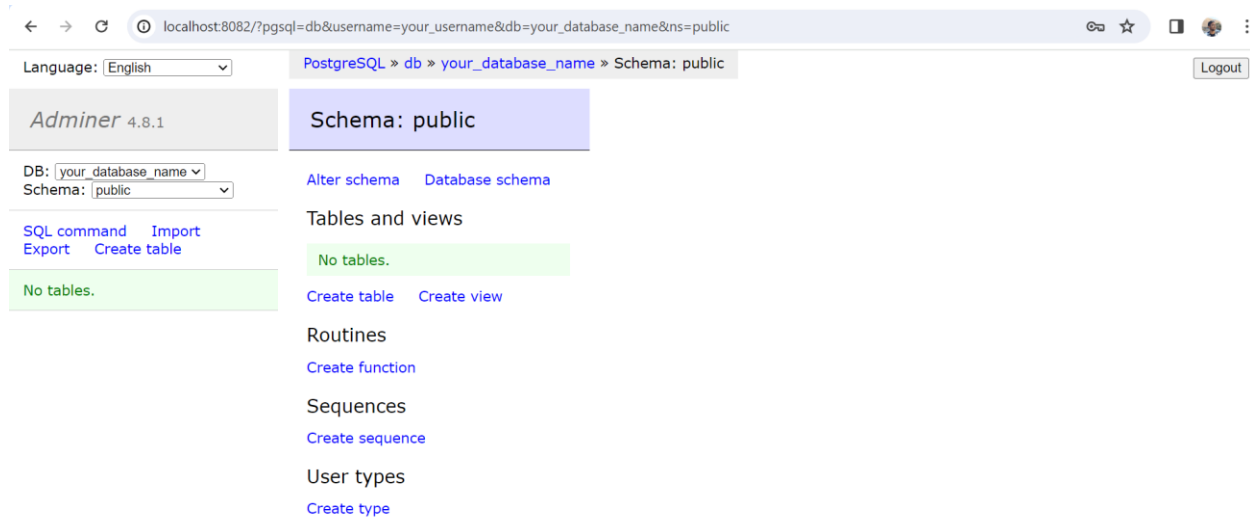 localhost:8082/?pgsql=db&username=your_username&db=your_database_name&ns=public
Language: English
PostgreSQL » db » your_database_name » Schema: public
Logout
Adminer 4.8.1
Schema: public
DB: your_database_name
Schema: public
SQL command Import
Export Create table
No tables.
Alter schema Database schema
Tables and views
No tables.
Create table Create view
Routines
Create function
Sequences
Create sequence
User types
Create type